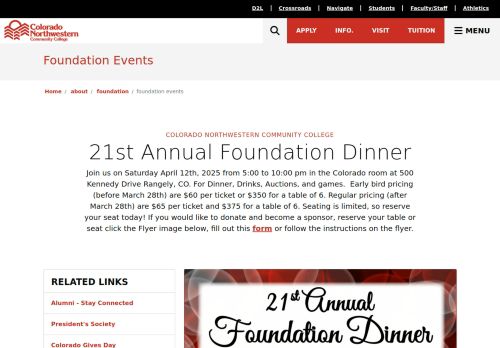 D2L | Crossroads | Navigate | Students | Faculty/Staff | Athletics
Colorado
Northwestern
Community College
APPLY INFO. VISIT TUITION MENU
Foundation Events
Home / about / foundation / foundation events
COLORADO NORTHWESTERN COMMUNITY COLLEGE
21st Annual Foundation Dinner
Join us on Saturday April 12th, 2025 from 5:00 to 10:00 pm in the Colorado room at 500
Kennedy Drive Rangely, CO. For Dinner, Drinks, Auctions, and games.  Early bird pricing
(before March 28th) are $60 per ticket or $350 for a table of 6. Regular pricing (after
March 28th) are $65 per ticket and $375 for a table of 6. Seating is limited, so reserve
your seat today! If you would like to donate and become a sponsor, reserve your table or
seat click the Flyer image below, fill out this form or follow the instructions on the flyer.
RELATED LINKS
Alumni - Stay Connected
President's Society
Colorado Gives Day
21st Annual
Foundation Dinner